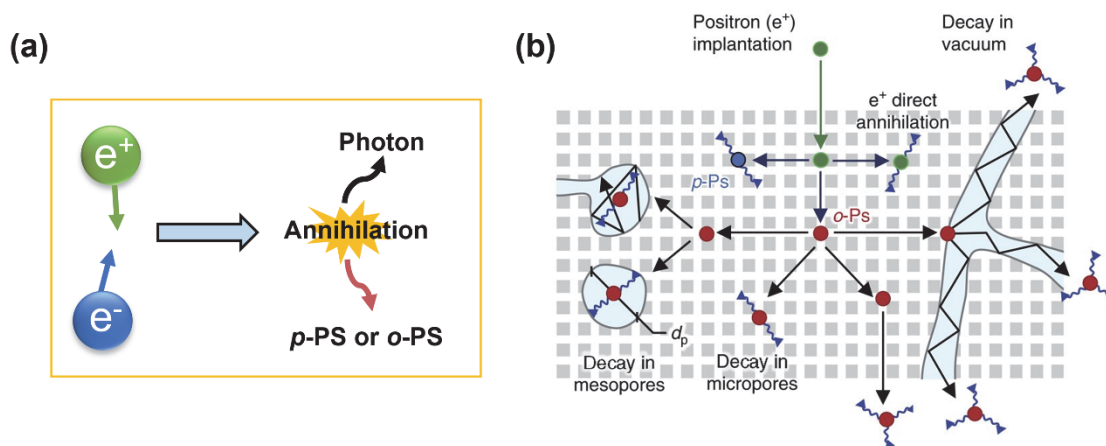 (a)
e+
e-
Photon
Annihilation
p-PS or o-PS
(b)
Positron (e+)
implantation
Decay in
vacuum
e+ direct
annihilation
p-Ps
o-Ps
dp
Decay in
mesopores
Decay in
micropores